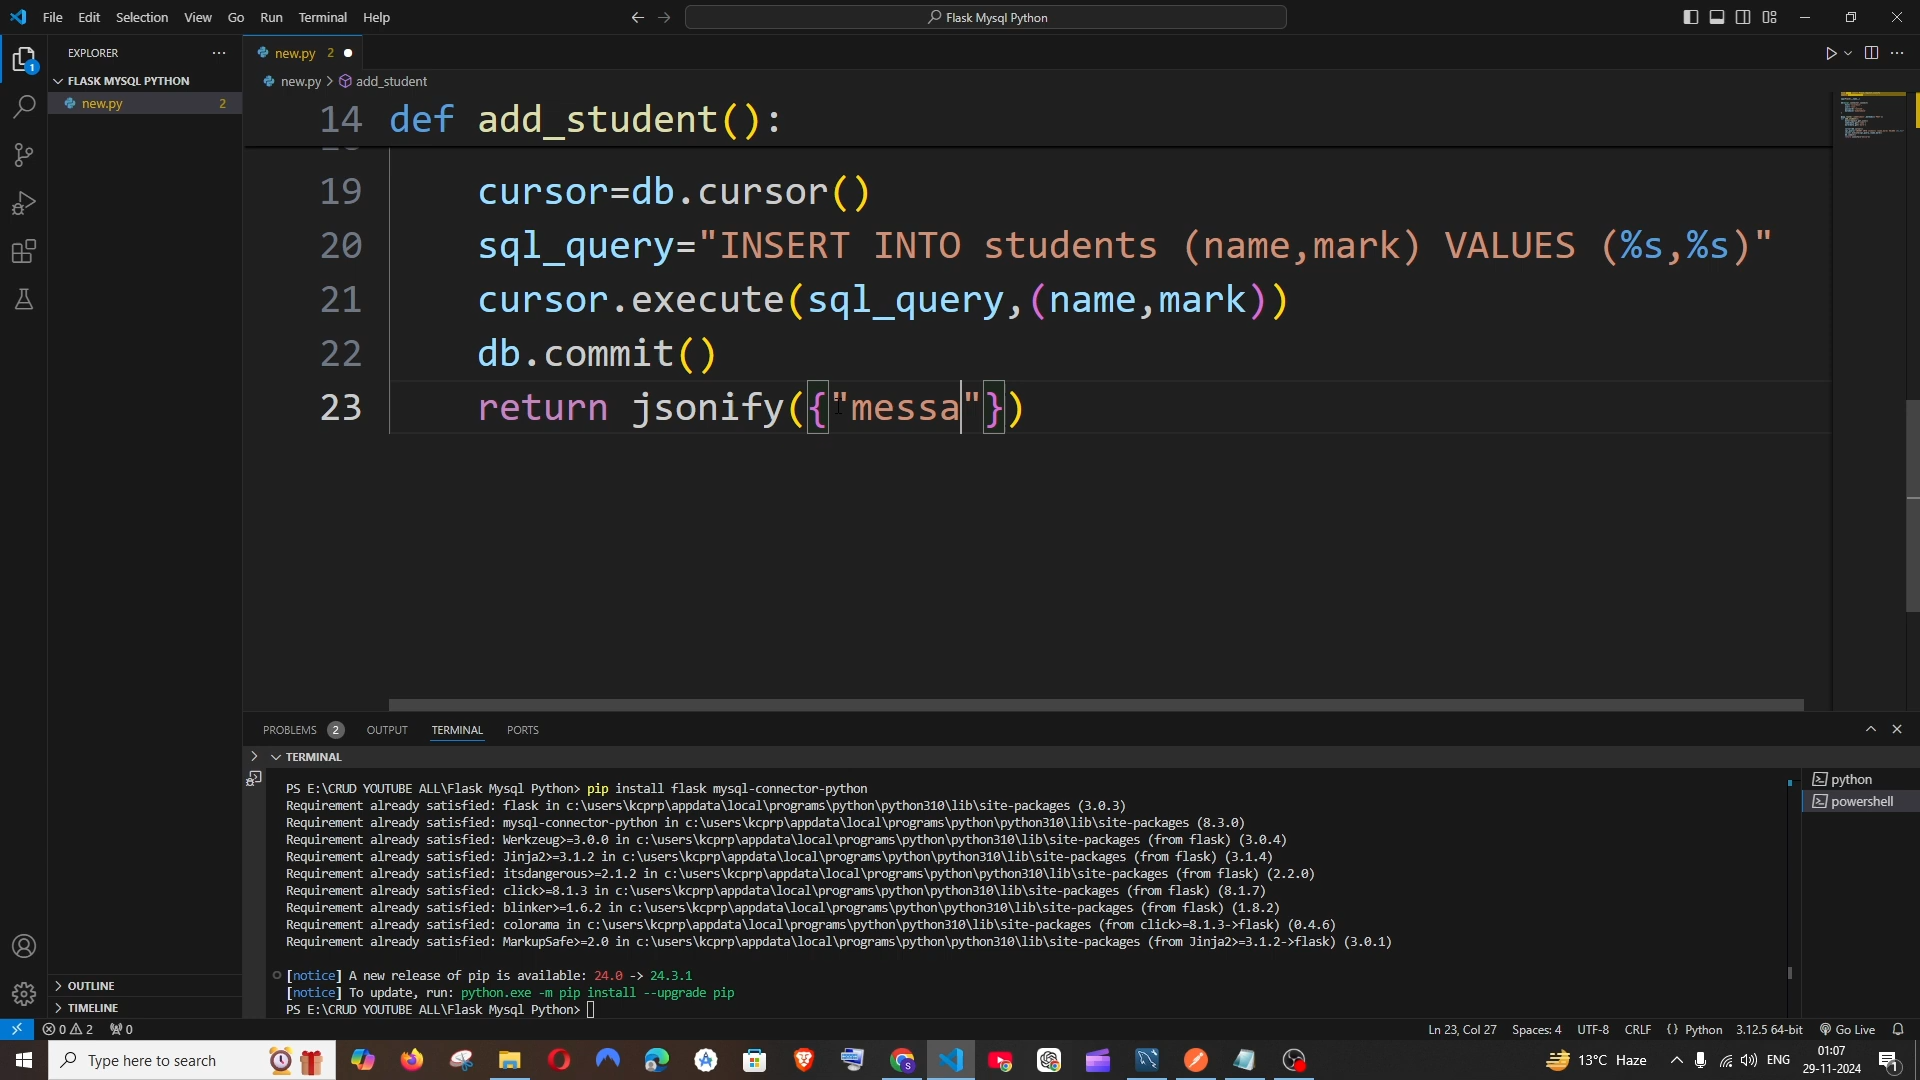 File Edit Selection View Go Run Terminal Help
Flask Mysql Python
EXPLORER
new.py 2
FLASK MYSQL PYTHON
new.py > add_student
new.py 2
14 def add_student():
19 cursor=db.cursor()
20 sql_query="INSERT INTO students (name,mark) VALUES (%s,%s)"
21 cursor.execute(sql_query,(name,mark))
22 db.commit()
23 return jsonify({"messa"})
PROBLEMS 2 OUTPUT TERMINAL PORTS
TERMINAL
PS E:\CRUD YOUTUBE ALL\Flask Mysql Python> pip install flask mysql-connector-python
Requirement already satisfied: flask in c:\users\kcprp\appdata\local\programs\python\python310\lib\site-packages (3.0.3)
Requirement already satisfied: mysql-connector-python in c:\users\kcprp\appdata\local\programs\python\python310\lib\site-packages (8.3.0)
Requirement already satisfied: Werkzeug>=3.0.0 in c:\users\kcprp\appdata\local\programs\python\python310\lib\site-packages (from flask) (3.0.4)
Requirement already satisfied: Jinja2>=3.1.2 in c:\users\kcprp\appdata\local\programs\python\python310\lib\site-packages (from flask) (3.1.4)
Requirement already satisfied: itsdangerous>=2.1.2 in c:\users\kcprp\appdata\local\programs\python\python310\lib\site-packages (from flask) (2.2.0)
Requirement already satisfied: click>=8.1.3 in c:\users\kcprp\appdata\local\programs\python\python310\lib\site-packages (from flask) (8.1.7)
Requirement already satisfied: blinker>=1.6.2 in c:\users\kcprp\appdata\local\programs\python\python310\lib\site-packages (from flask) (1.8.2)
Requirement already satisfied: colorama in c:\users\kcprp\appdata\local\programs\python\python310\lib\site-packages (from click>=8.1.3->flask) (0.4.6)
Requirement already satisfied: MarkupSafe>=2.0 in c:\users\kcprp\appdata\local\programs\python\python310\lib\site-packages (from Jinja2>=3.1.2->flask) (3.0.1)
[notice] A new release of pip is available: 24.0 -> 24.3.1
[notice] To update, run: python.exe -m pip install --upgrade pip
PS E:\CRUD YOUTUBE ALL\Flask Mysql Python>
python
powershell
OUTLINE
TIMELINE
0 2 0
Ln 23, Col 27 Spaces: 4 UTF-8 CRLF {} Python 3.12.5 64-bit Go Live
Type here to search
13°C Haze
ENG
01:07
29-11-2024